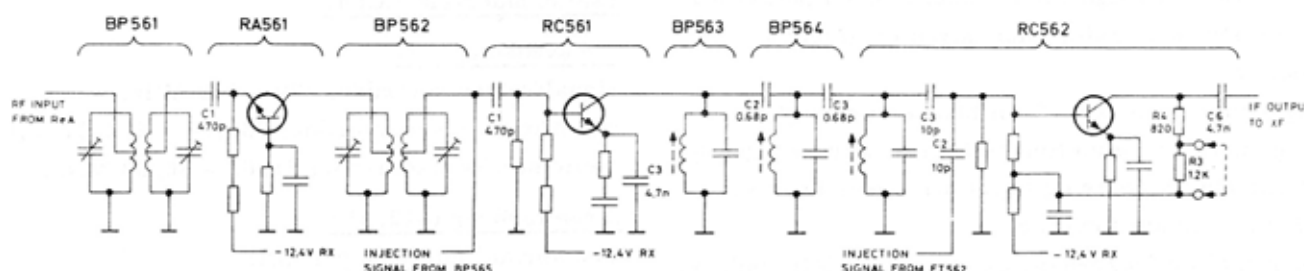 BP561 RA561 BP562 RC561 BP563 BP564 RC562
RF INPUT
FROM ReA
C1
470p
C1
470p
C3
4,7n
C2
0.68p
C3
0.68p
C3
10p
C2
10p
R4
820
R3
1.2K
C6
4,7n
IF OUTPUT
TO XF
-12,4V RX
INJECTION
SIGNAL FROM BP565
-12,4V RX
INJECTION
SIGNAL FROM FT562
-12,4V RX